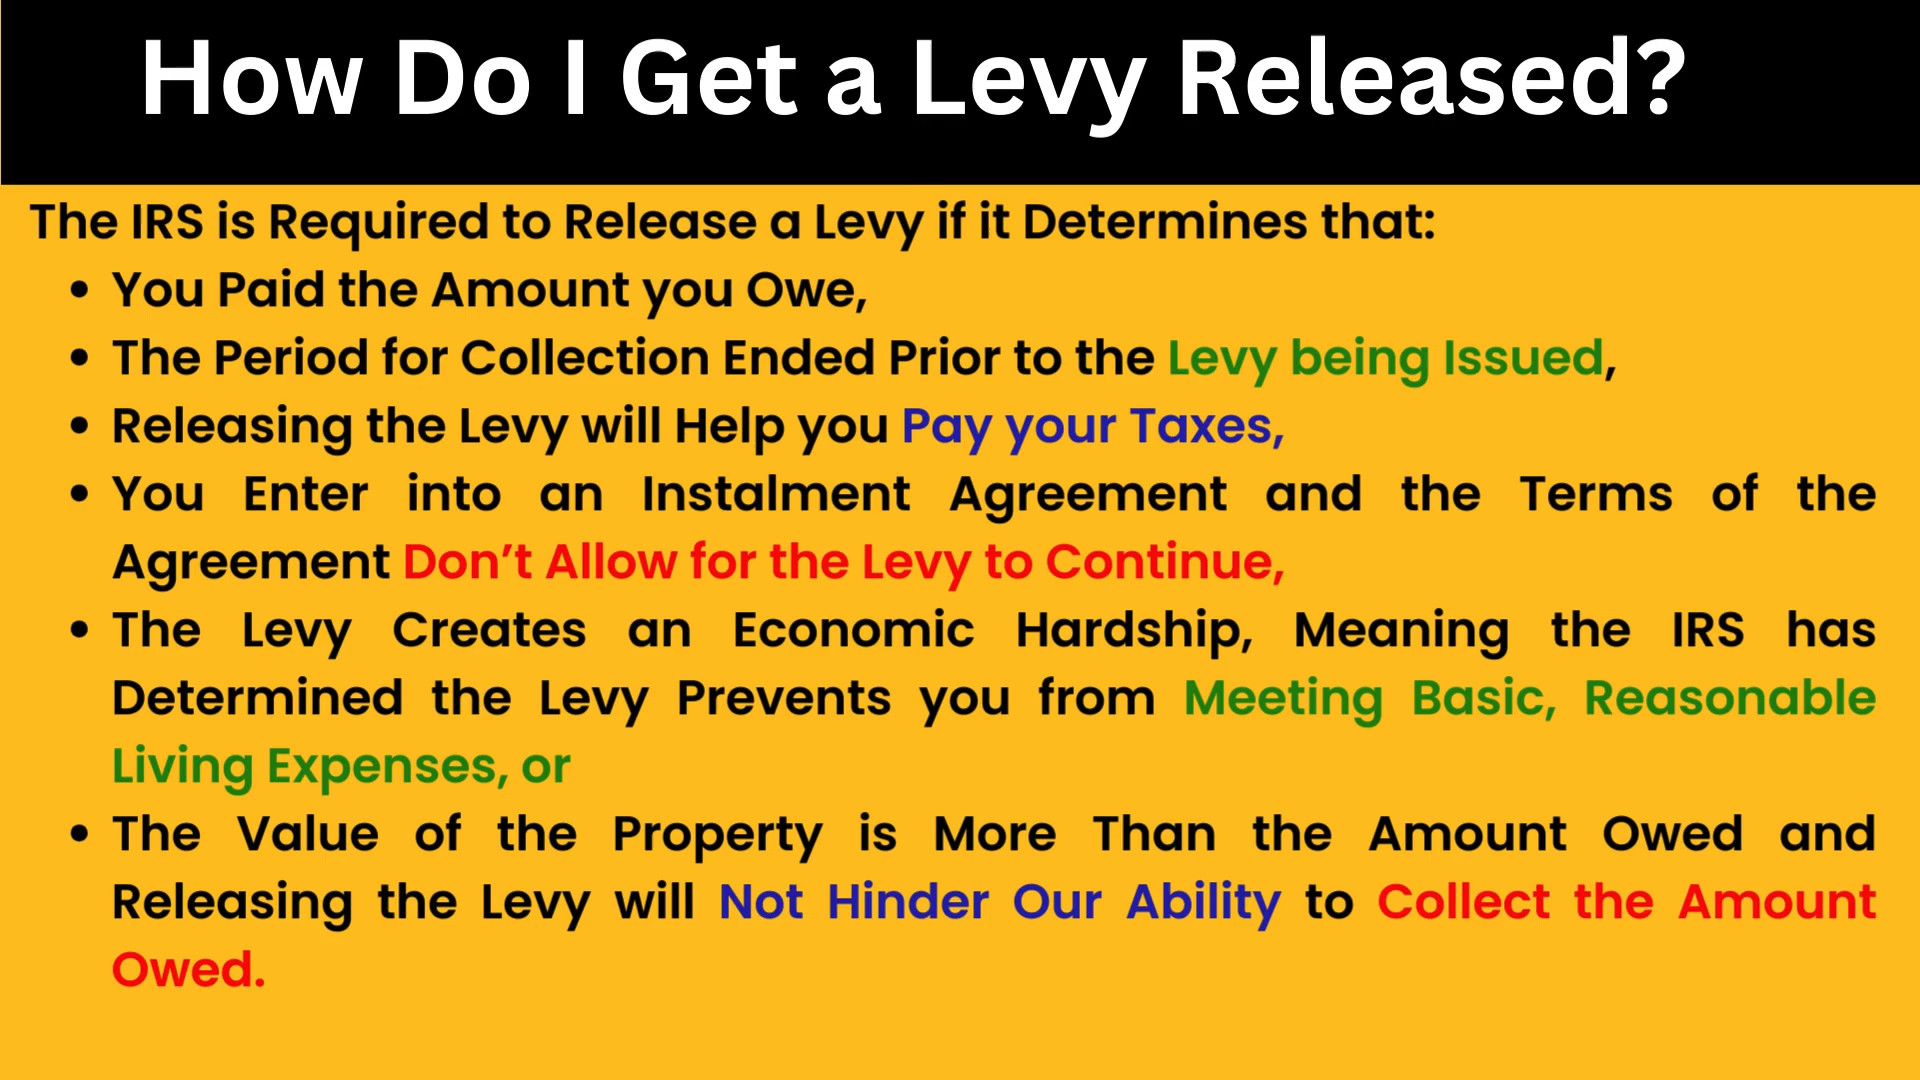 How Do I Get a Levy Released?
The IRS is Required to Release a Levy if it Determines that:
• You Paid the Amount you Owe,
• The Period for Collection Ended Prior to the Levy being Issued,
• Releasing the Levy will Help you Pay your Taxes,
• You Enter into an Instalment Agreement and the Terms of the
Agreement Don’t Allow for the Levy to Continue,
• The Levy Creates an Economic Hardship, Meaning the IRS has
Determined the Levy Prevents you from Meeting Basic, Reasonable
Living Expenses, or
• The Value of the Property is More Than the Amount Owed and
Releasing the Levy will Not Hinder Our Ability to Collect the Amount
Owed.